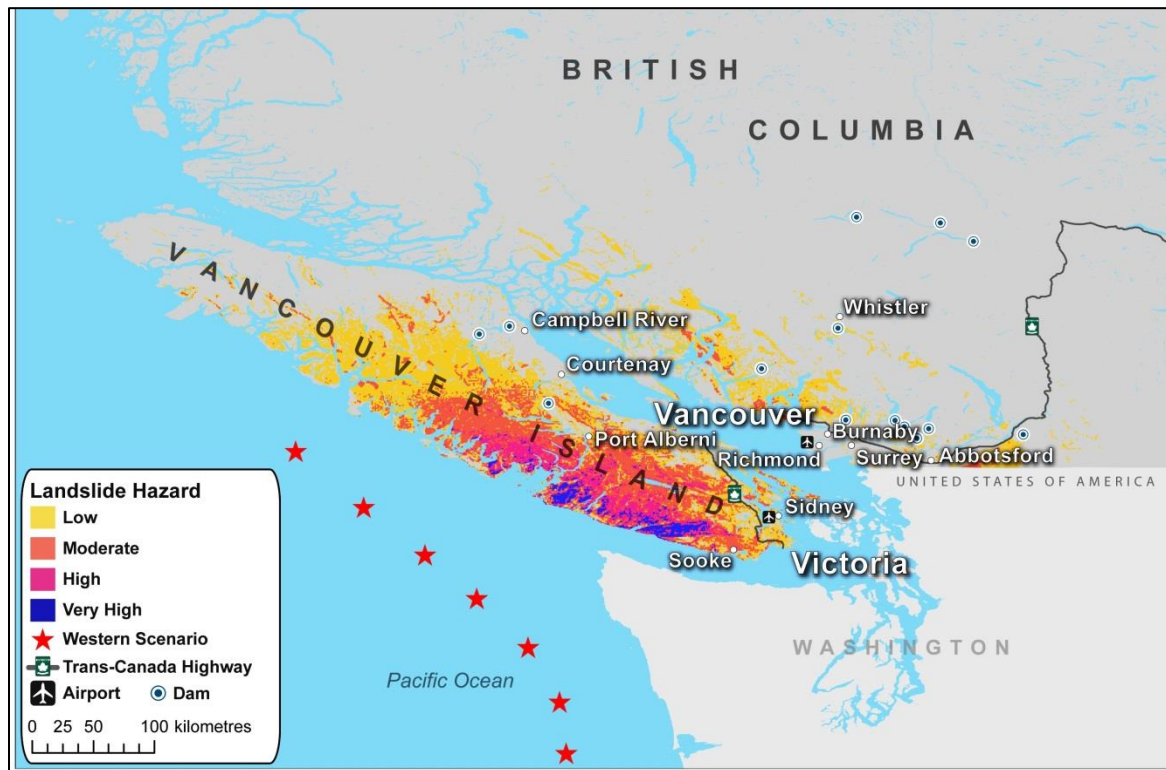 BRITISH
COLUMBIA
VANCOUVER ISLAND
Whistler
Campbell River
Courtenay
Vancouver
Burnaby
Port Alberni
Richmond
Surrey
Abbotsford
UNITED STATES OF AMERICA
Sidney
Sooke
Victoria
WASHINGTON
Pacific Ocean
Landslide Hazard
Low
Moderate
High
Very High
Western Scenario
Trans-Canada Highway
Airport Dam
0 25 50 100 kilometres